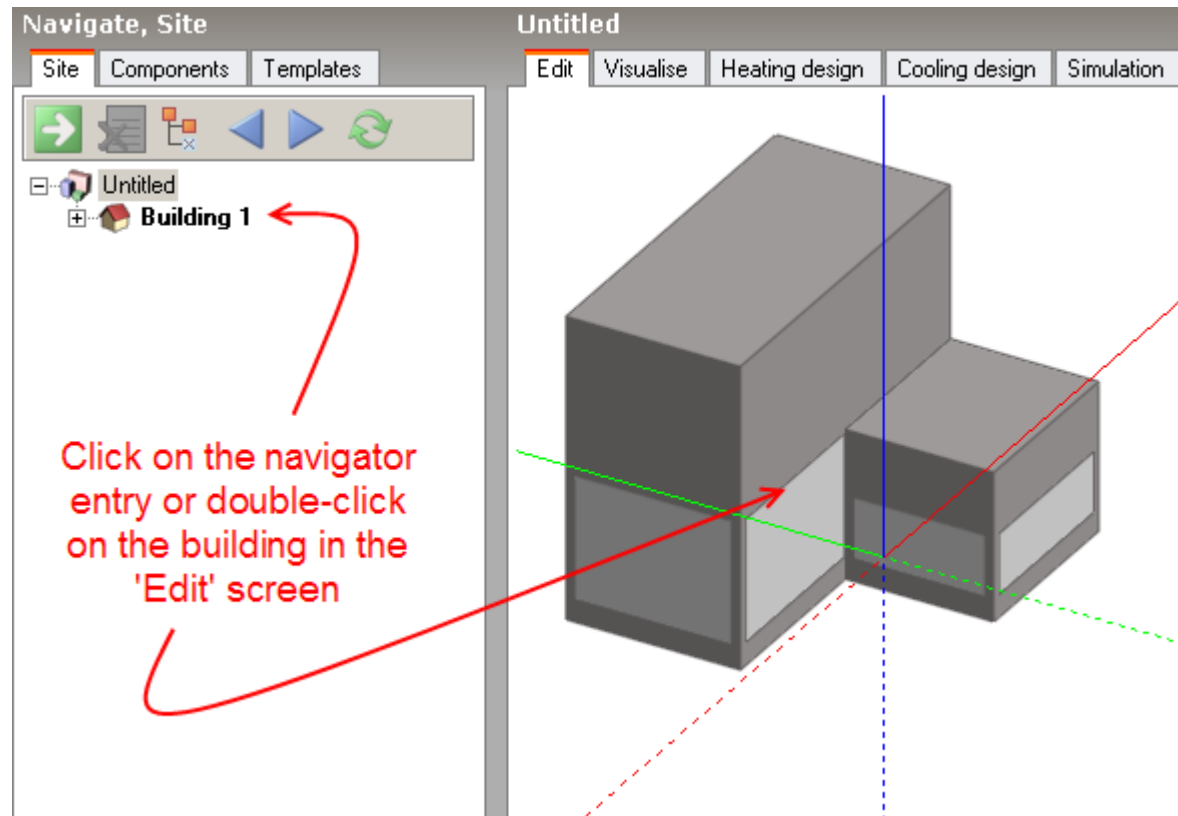 Navigate, Site
Untitled
Site Components Templates
Edit Visualise Heating design Cooling design Simulation
Untitled
Building 1
Click on the navigator
entry or double-click
on the building in the
'Edit' screen